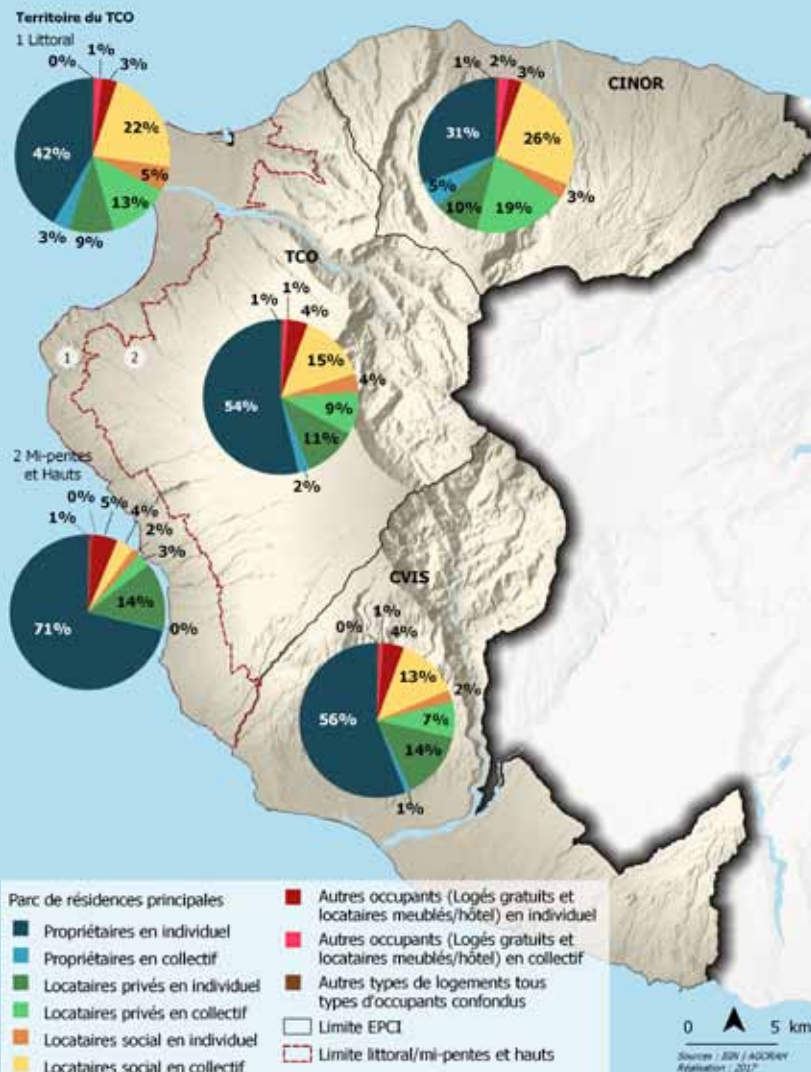 Territoire du TCO
1 Littoral
0%
1%
3%
22%
5%
13%
9%
3%
42%
CINOR
1%
2%
3%
26%
3%
19%
10%
5%
31%
TCO
1%
1%
4%
15%
4%
9%
11%
2%
54%
1
2
2 Mi-pentes
et Hauts
1%
0%
5%
4%
2%
3%
14%
0%
71%
CVIS
0%
1%
4%
13%
2%
7%
14%
1%
56%
Parc de résidences principales
Propriétaires en individuel
Propriétaires en collectif
Locataires privés en individuel
Locataires privés en collectif
Locataires social en individuel
Locataires social en collectif
Autres occupants (Logés gratuits et
locataires meublés/hôtel) en individuel
Autres occupants (Logés gratuits et
locataires meublés/hôtel) en collectif
Autres types de logements tous
types d'occupants confondus
Limite EPCI
Limite littoral/mi-pentes et hauts
0 5 km
Sources : | AGORAH
Réalisation : 2017